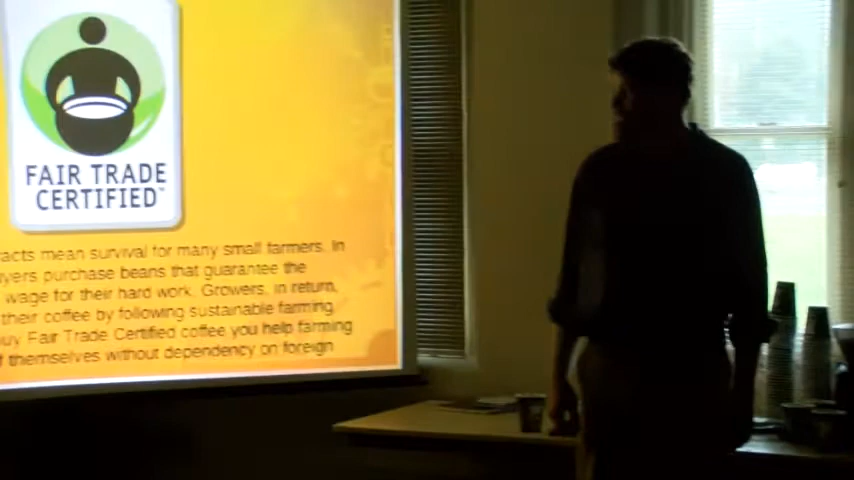 FAIR TRADE
CERTIFIED™
acts mean survival for many small farmers. In
yers purchase beans that guarantee the
wage for their hard work. Growers, in return,
their coffee by following sustainable farming
uy Fair Trade Certified coffee you help farming
themselves without dependency on foreign